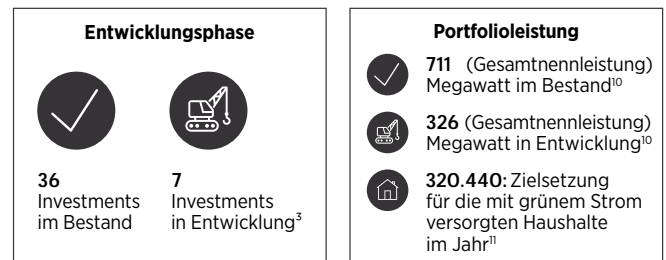 Entwicklungsphase
36
Investments
im Bestand
7
Investments
in Entwicklung³
Portfolioleistung
711 (Gesamtnennleistung)
Megawatt im Bestand¹⁰
326 (Gesamtnennleistung)
Megawatt in Entwicklung¹⁰
320.440: Zielsetzung
für die mit grünem Strom
versorgten Haushalte
im Jahr¹¹